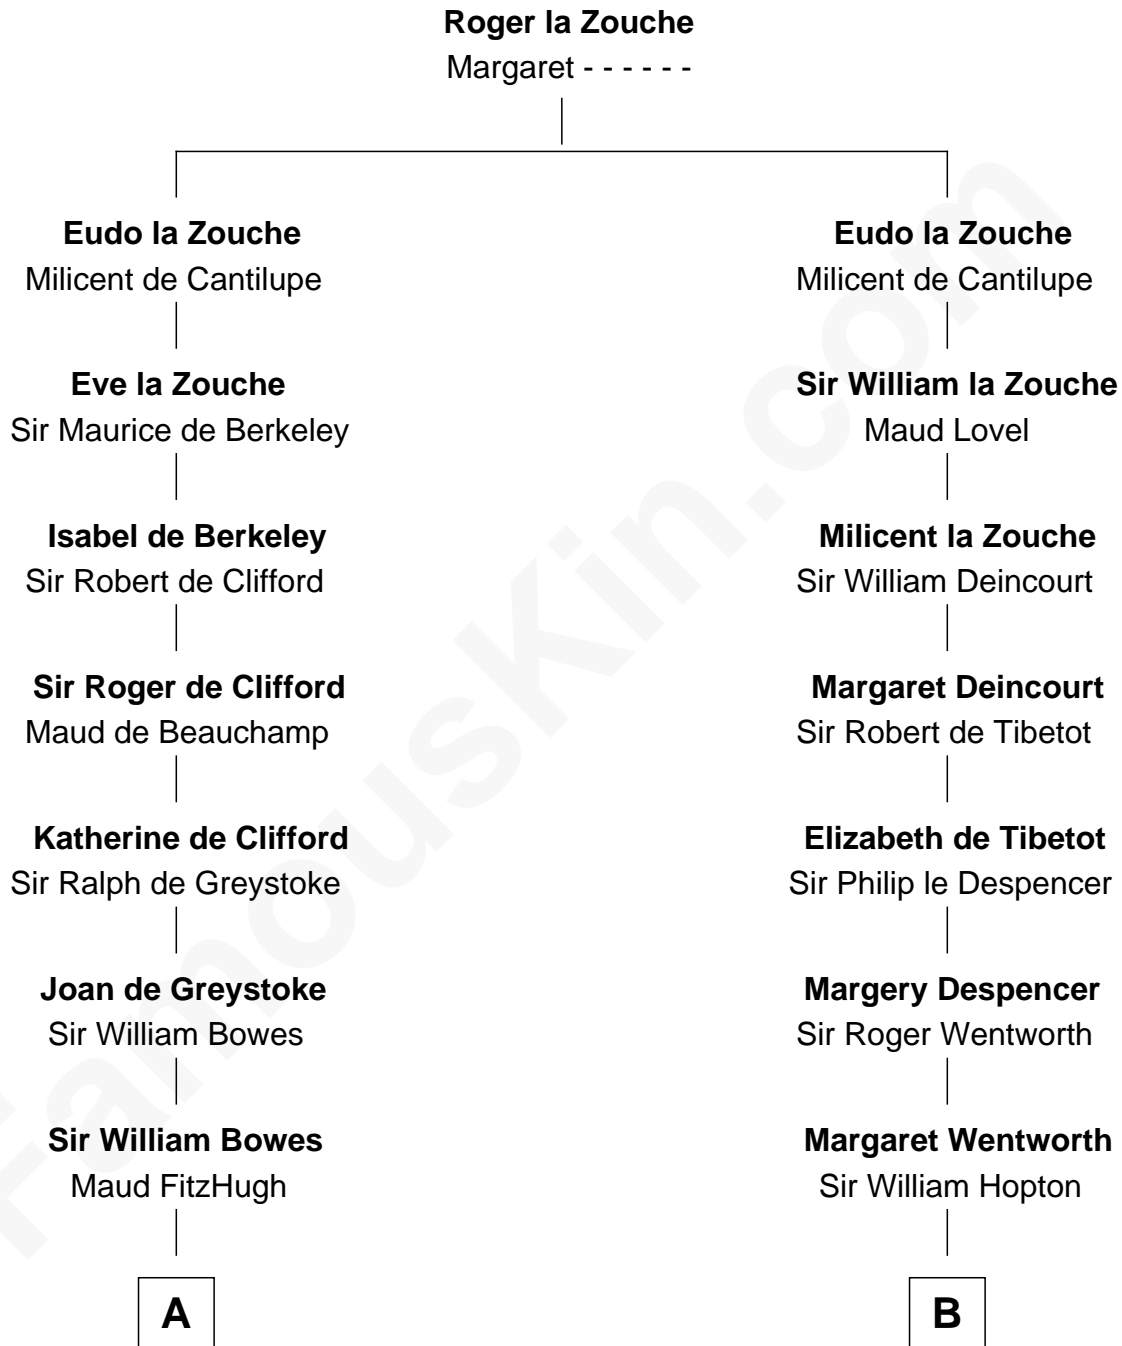 Roger la Zouche
Margaret - - - - - -
Eudo la Zouche
Milicent de Cantilupe
Eve la Zouche
Sir Maurice de Berkeley
Isabel de Berkeley
Sir Robert de Clifford
Sir Roger de Clifford
Maud de Beauchamp
Katherine de Clifford
Sir Ralph de Greystoke
Joan de Greystoke
Sir William Bowes
Sir William Bowes
Maud FitzHugh
A
Eudo la Zouche
Milicent de Cantilupe
Sir William la Zouche
Maud Lovel
Milicent la Zouche
Sir William Deincourt
Margaret Deincourt
Sir Robert de Tibetot
Elizabeth de Tibetot
Sir Philip le Despencer
Margery Despencer
Sir Roger Wentworth
Margaret Wentworth
Sir William Hopton
B
FamousKin.com